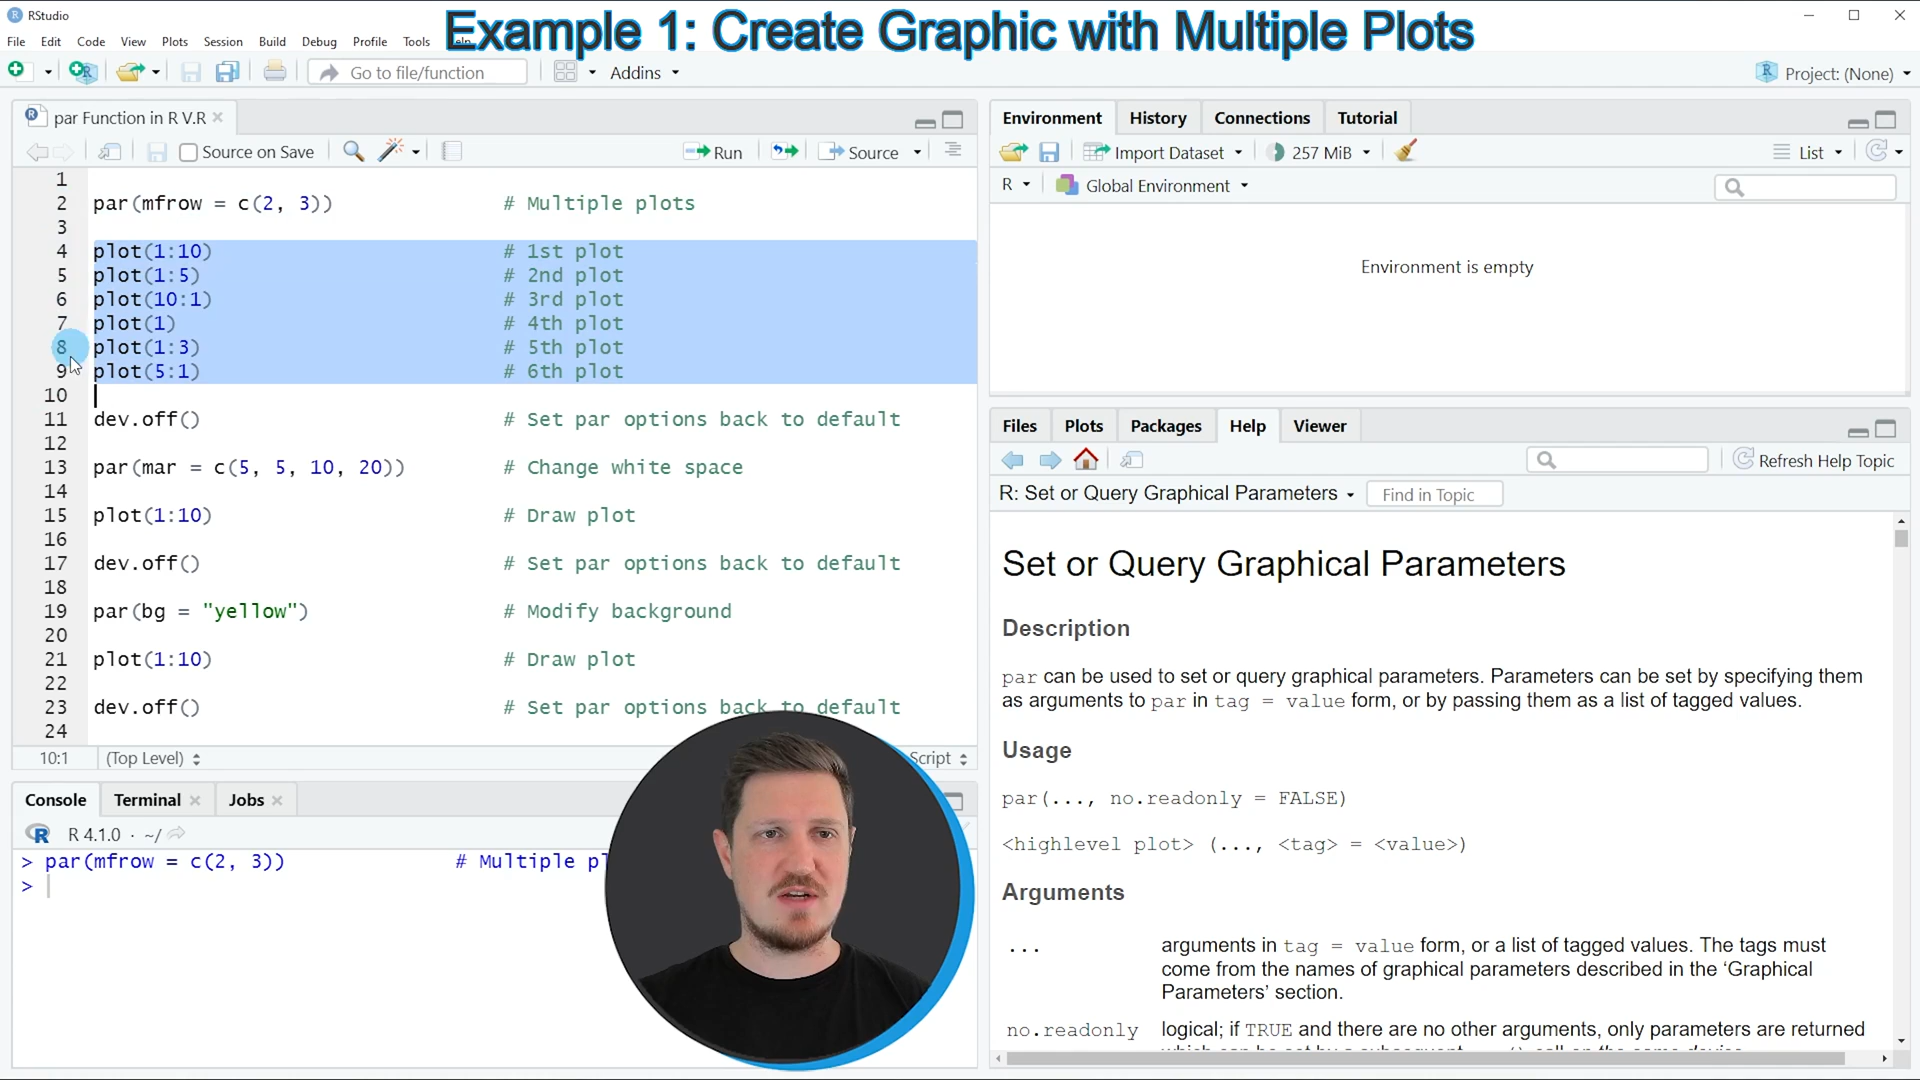 RStudio
Example 1: Create Graphic with Multiple Plots
File Edit Code View Plots Session Build Debug Profile Tools
Go to file/function
Addins
Project: (None)
par Function in R V.R
Source on Save
Run
Source
1
2 par(mfrow = c(2, 3)) # Multiple plots
3
4 plot(1:10) # 1st plot
5 plot(1:5) # 2nd plot
6 plot(10:1) # 3rd plot
7 plot(1) # 4th plot
8 plot(1:3) # 5th plot
9 plot(5:1) # 6th plot
10
11 dev.off() # Set par options back to default
12
13 par(mar = c(5, 5, 10, 20)) # Change white space
14
15 plot(1:10) # Draw plot
16
17 dev.off() # Set par options back to default
18
19 par(bg = "yellow") # Modify background
20
21 plot(1:10) # Draw plot
22
23 dev.off() # Set par options back to default
24
10:1 (Top Level) Script
Console Terminal Jobs
R 4.1.0 · ~/
> par(mfrow = c(2, 3)) # Multiple pl
>
Environment History Connections Tutorial
Import Dataset 257 MiB List
R Global Environment
Environment is empty
Files Plots Packages Help Viewer
Refresh Help Topic
R: Set or Query Graphical Parameters Find in Topic
Set or Query Graphical Parameters
Description
par can be used to set or query graphical parameters. Parameters can be set by specifying them
as arguments to par in tag = value form, or by passing them as a list of tagged values.
Usage
par(..., no.readonly = FALSE)
<highlevel plot> (..., <tag> = <value>)
Arguments
... arguments in tag = value form, or a list of tagged values. The tags must
come from the names of graphical parameters described in the ‘Graphical
Parameters’ section.
no.readonly logical; if TRUE and there are no other arguments, only parameters are returned